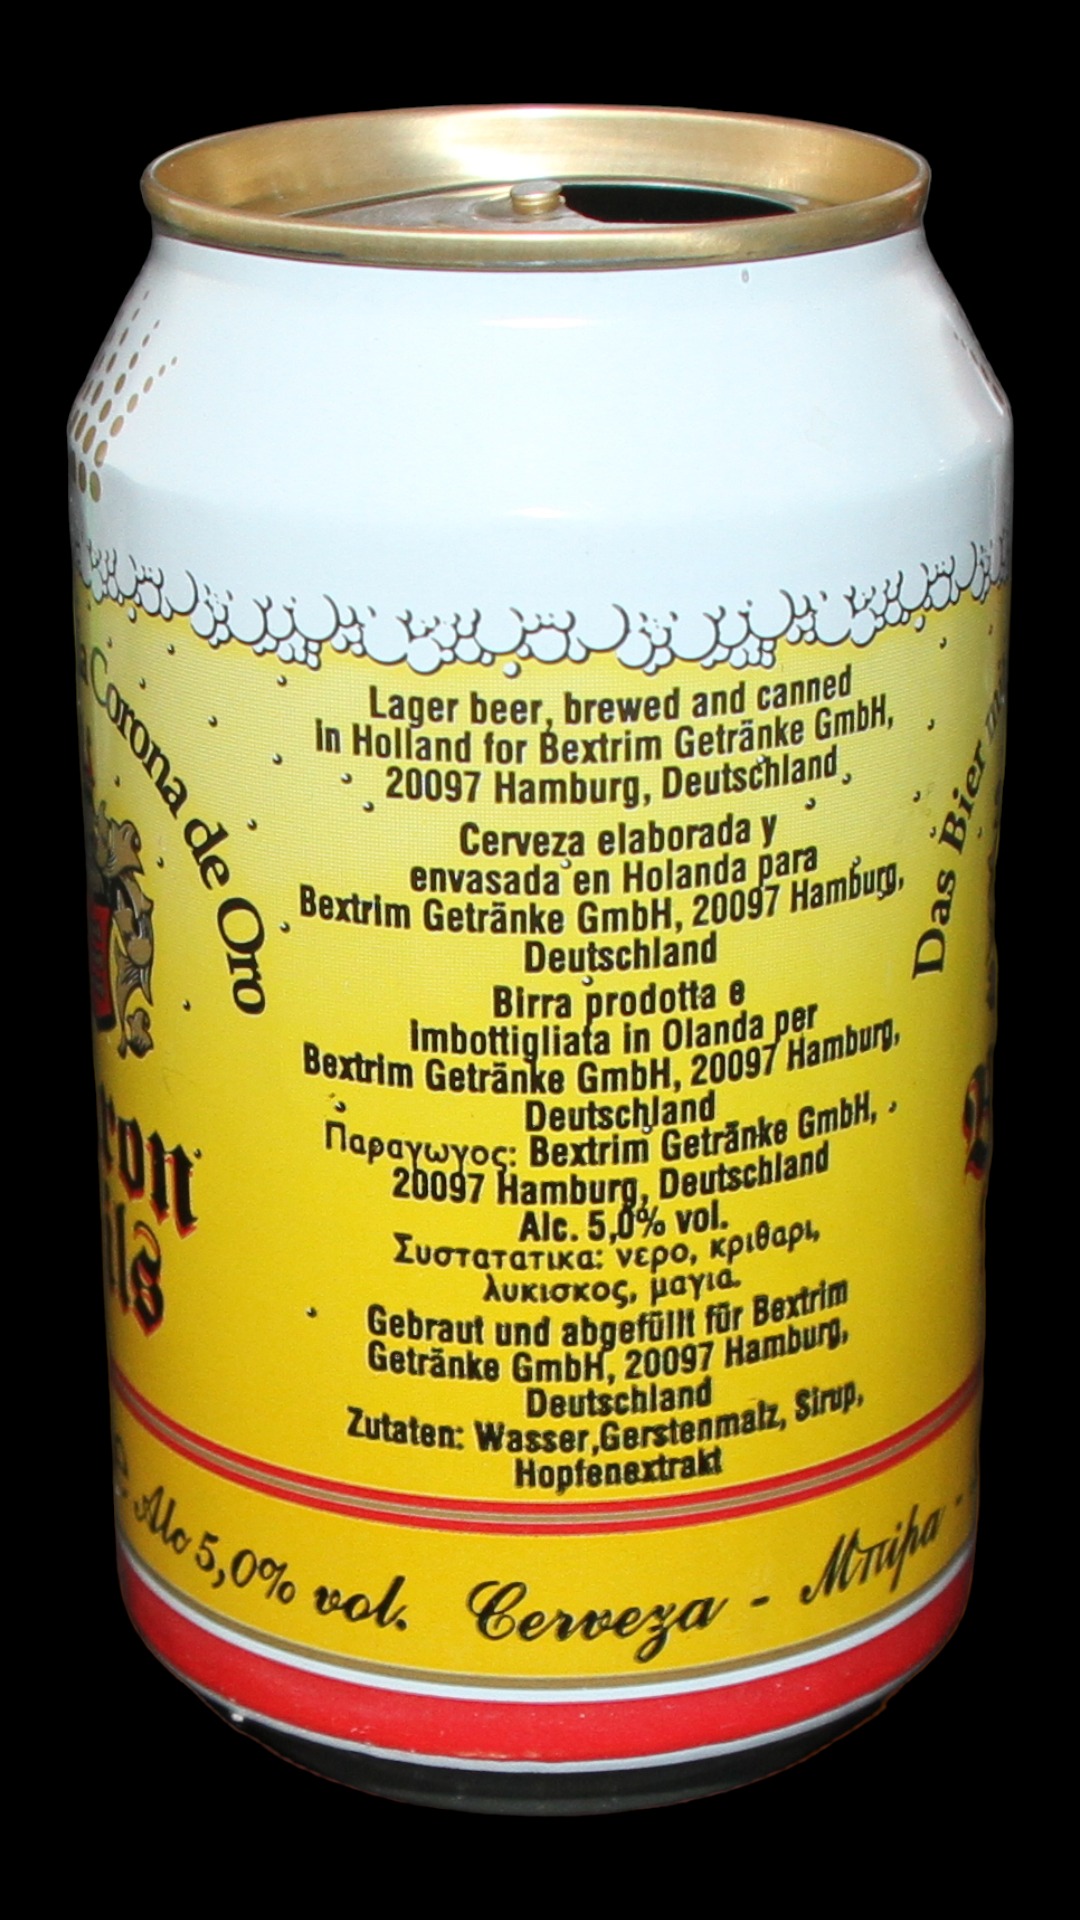 Lager beer, brewed and canned
in Holland for Bextrim Getränke GmbH,
20097 Hamburg, Deutschland
Cerveza elaborada y
envasada en Holanda para
Bextrim Getränke GmbH, 20097 Hamburg,
Deutschland
Birra prodotta e
imbottigliata in Olanda per
Bextrim Getränke GmbH, 20097 Hamburg,
Deutschland
Παραγωγος: Bextrim Getränke GmbH,
20097 Hamburg, Deutschland
Alc. 5,0% vol.
Συστατατικα: νερο, κριθαρι,
λυκισκος, μαγια.
Gebraut und abgefüllt für Bextrim
Getränke GmbH, 20097 Hamburg,
Deutschland
Zutaten: Wasser,Gerstenmalz, Sirup,
Hopfenextrakt
Corona de Oro
Das Bier
Alc 5,0% vol. Cerveza - Μπίρα -